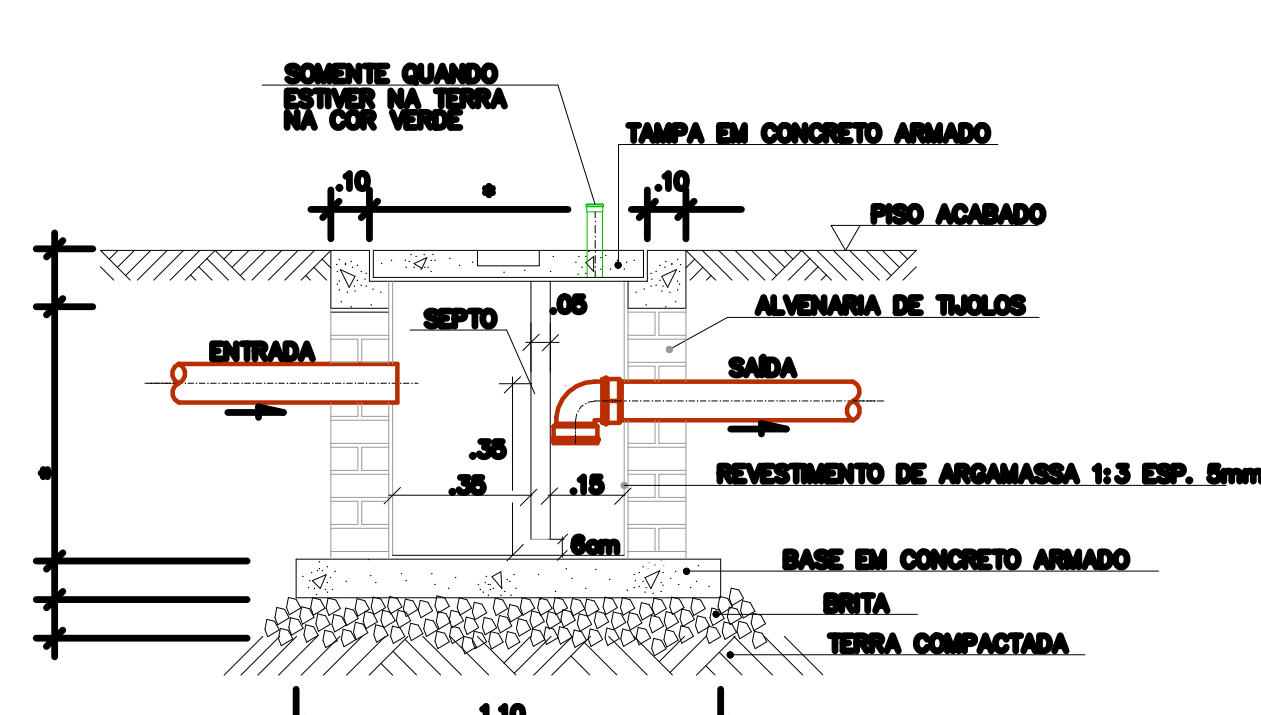 SOMENTE QUANDO
ESTIVER NA TERRA
NA COR VERDE
TAMPA EM CONCRETO ARMADO
.10
*
.10
PISO ACABADO
.05
ALVENARIA DE TIJOLOS
SEPTO
ENTRADA
SAÍDA
.35
*
REVESTIMENTO DE ARGAMASSA 1:3 ESP. 5mm
.35
.15
6cm
BASE EM CONCRETO ARMADO
BRITA
TERRA COMPACTADA
1.10